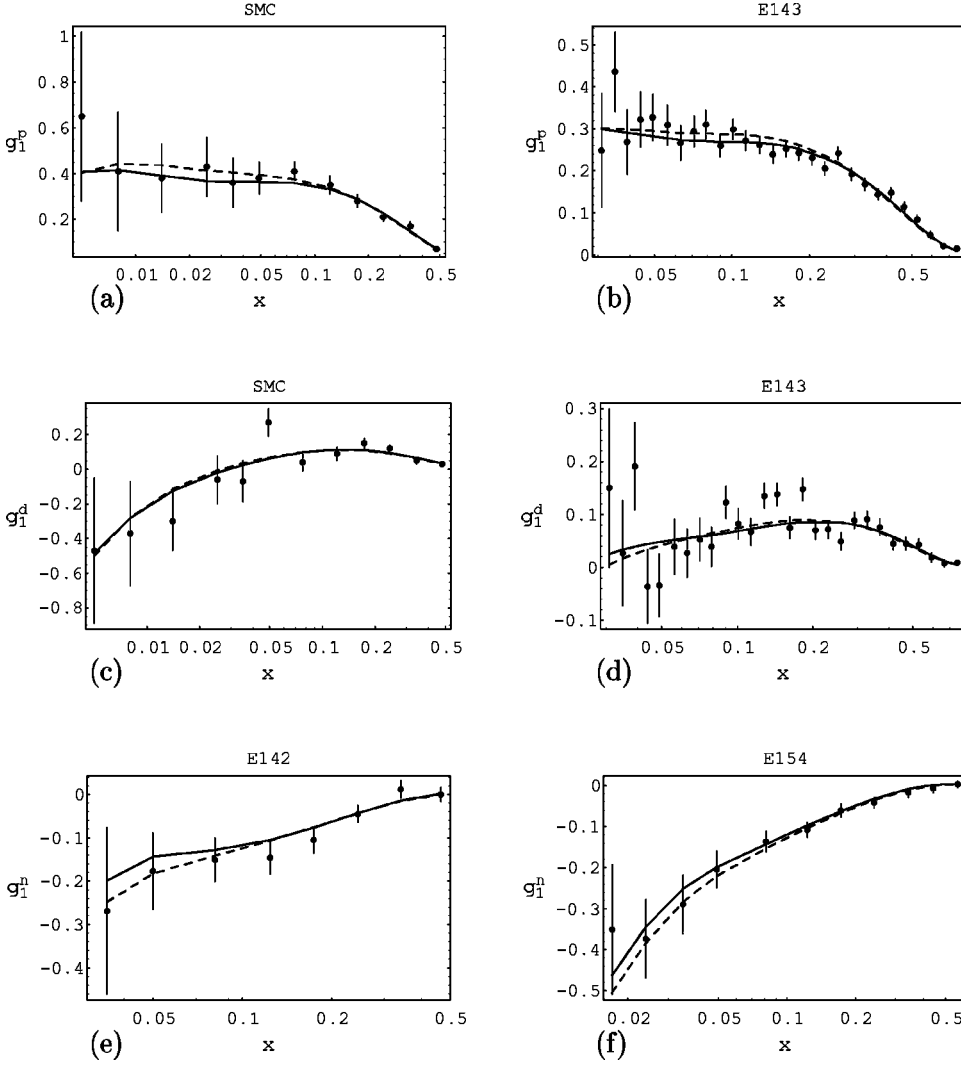 SMC
1
0.8
0.6
0.4
0.2
g₁ᵖ
0.01 0.02 0.05 0.1 0.2 0.5
(a) x
E143
0.5
0.4
0.3
0.2
0.1
0
g₁ᵖ
0.05 0.1 0.2 0.5
(b) x
SMC
0.2
0
-0.2
-0.4
-0.6
-0.8
g₁ᵈ
0.01 0.02 0.05 0.1 0.2 0.5
(c) x
E143
0.3
0.2
0.1
0
-0.1
g₁ᵈ
0.05 0.1 0.2 0.5
(d) x
E142
0
-0.1
-0.2
-0.3
-0.4
g₁ⁿ
0.05 0.1 0.2 0.5
(e) x
E154
0
-0.1
-0.2
-0.3
-0.4
-0.5
g₁ⁿ
0.02 0.05 0.1 0.2 0.5
(f) x